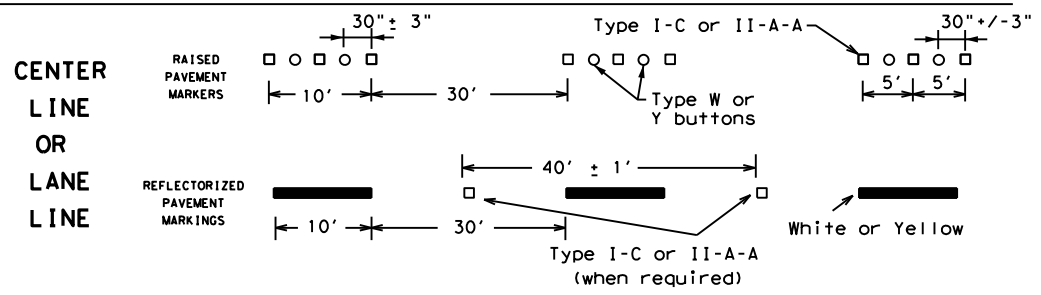 CENTER
LINE
OR
LANE
LINE
RAISED
PAVEMENT
MARKERS
30"± 3"
10'
30'
Type I-C or II-A-A
Type W or
Y buttons
30"+/-3"
5'
5'
REFLECTORIZED
PAVEMENT
MARKINGS
10'
30'
40' ± 1'
Type I-C or II-A-A
(when required)
White or Yellow